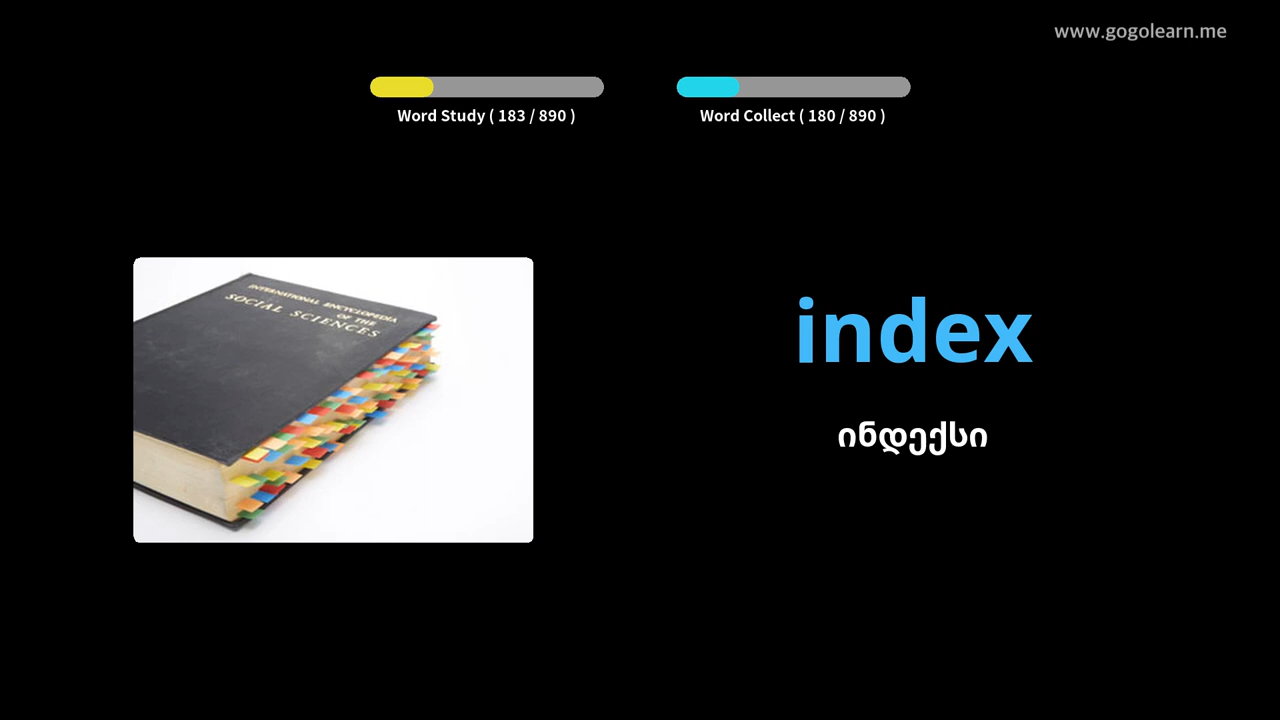 www.gogolearn.me
Word Study ( 183 / 890 )
Word Collect ( 180 / 890 )
INTERNATIONAL ENCYCLOPEDIA
OF THE
SOCIAL SCIENCES
index
ინდექსი